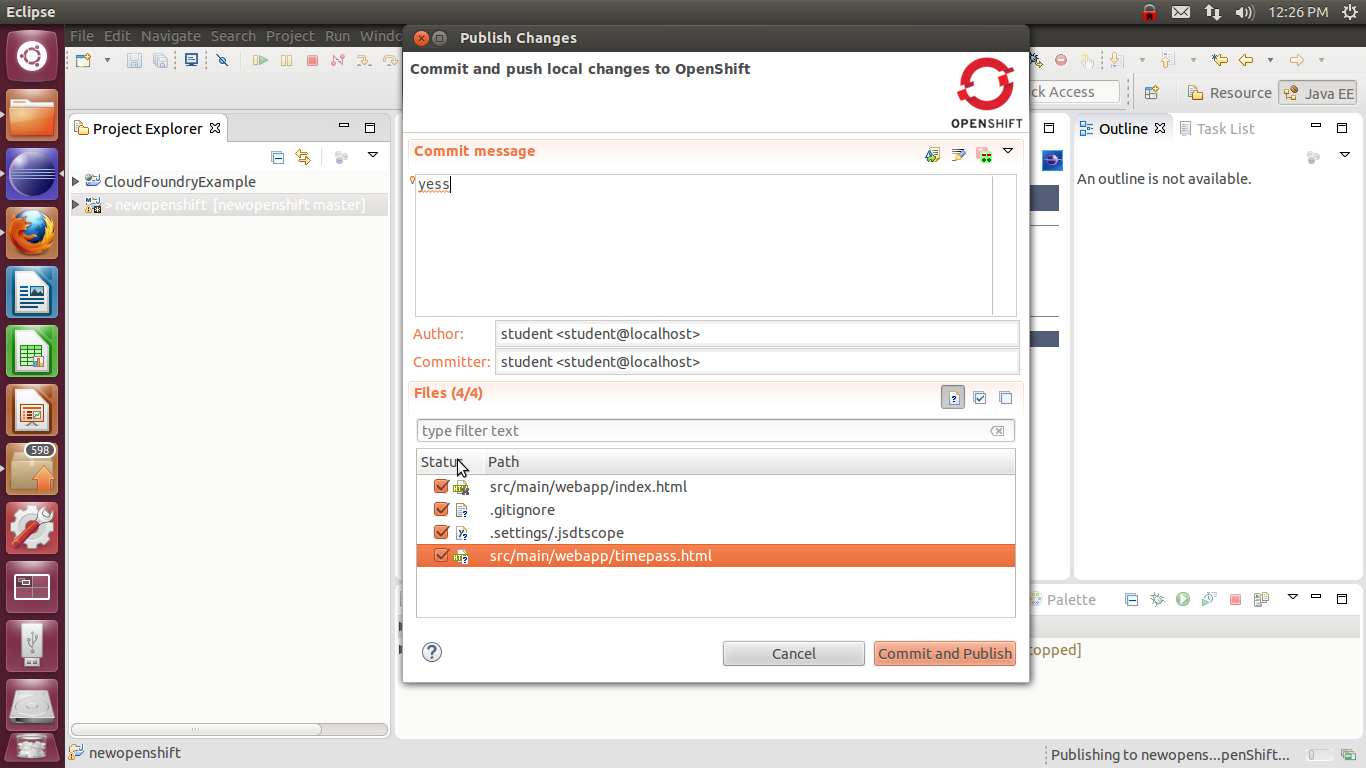 Eclipse
12:26 PM
File Edit Navigate Search Project Run Windo
Publish Changes
Commit and push local changes to OpenShift
OPENSHIFT
ck Access
Resource
Java EE
Project Explorer
Outline
Task List
CloudFoundryExample
> newopenshift [newopenshift master]
An outline is not available.
Commit message
yess
Author:
student <student@localhost>
Committer:
student <student@localhost>
Files (4/4)
type filter text
Status
Path
src/main/webapp/index.html
.gitignore
.settings/.jsdtscope
src/main/webapp/timepass.html
598
Palette
Cancel
Commit and Publish
opped]
newopenshift
Publishing to newopens...penShift...